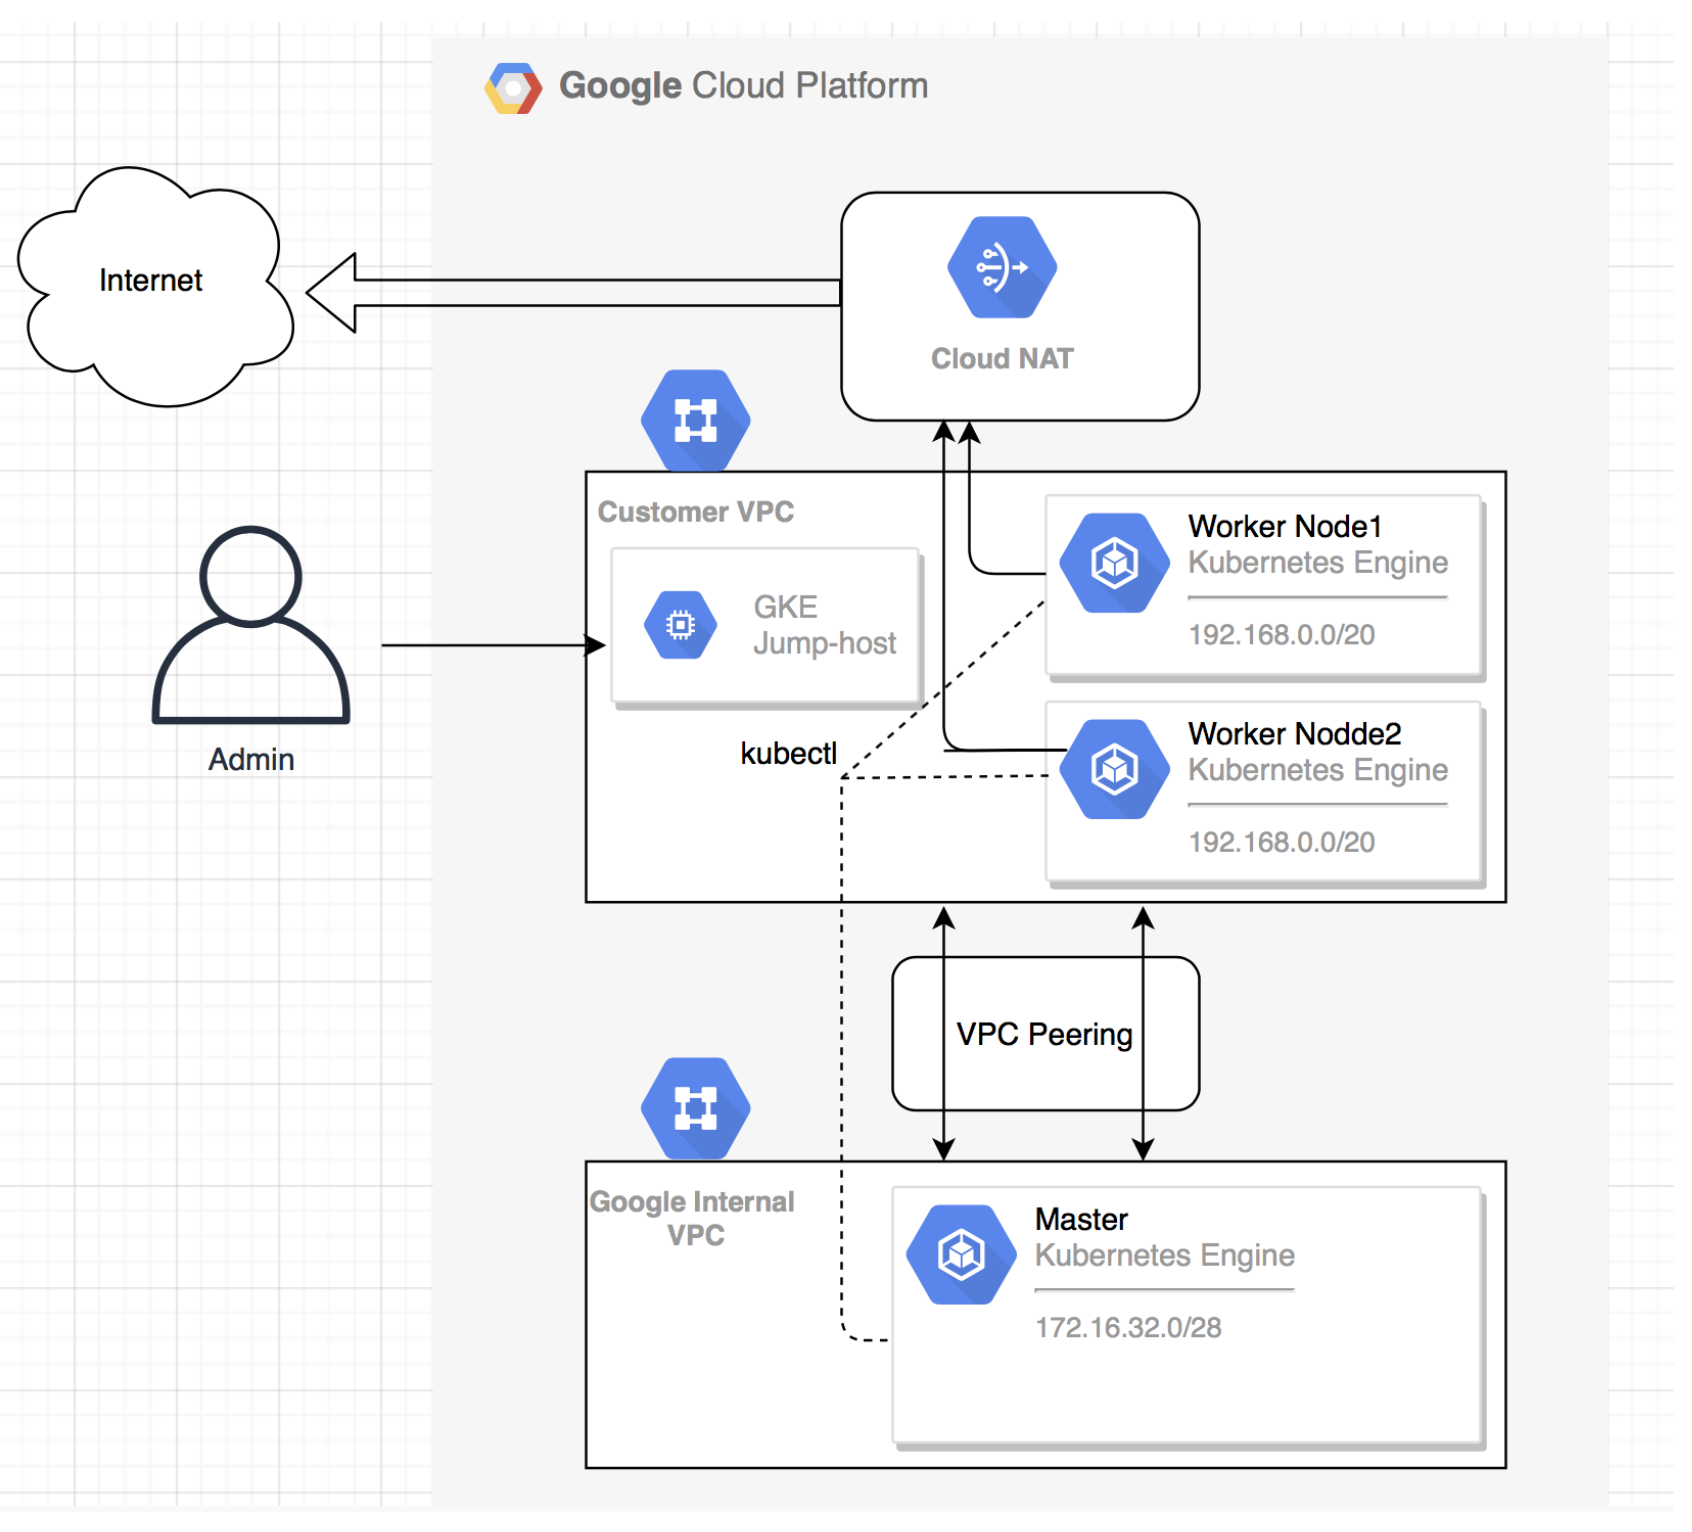 Google Cloud Platform
Internet
Cloud NAT
Customer VPC
GKE
Jump-host
Worker Node1
Kubernetes Engine
192.168.0.0/20
Admin
kubectl
Worker Nodde2
Kubernetes Engine
192.168.0.0/20
VPC Peering
Google Internal
VPC
Master
Kubernetes Engine
172.16.32.0/28